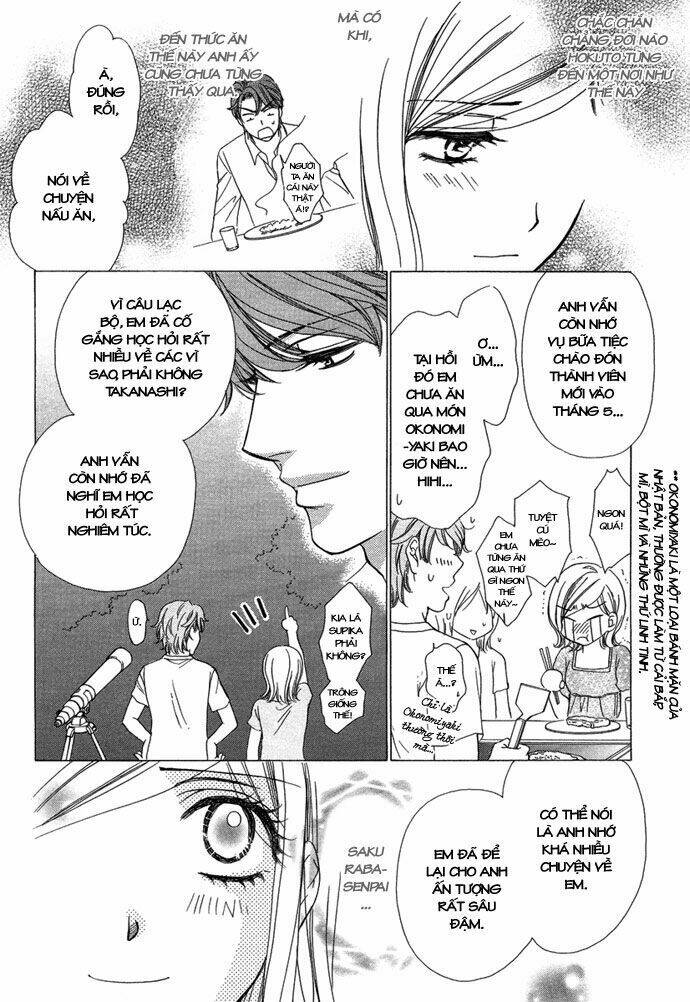 CHẮC CHẮN
CHẲNG ĐỜI NÀO
HOKUTO TỪNG
ĐẾN MỘT NƠI NHƯ
THẾ NÀY
MÀ CÓ
KHI,
ĐẾN THỨC ĂN
THẾ NÀY ANH ẤY
CŨNG CHƯA TỪNG
THẤY QUA.
NGƯỜI
TA ĂN
CÁI NÀY
THẬT
Á!?
À,
ĐÚNG
RỒI,
NÓI VỀ
CHUYỆN
NẤU ĂN,
ANH VẪN
CÒN NHỚ
VỤ BỮA TIỆC
CHÀO ĐÓN
THÀNH VIÊN
MỚI VÀO
THÁNG 5...
Ơ...
ỪM...
TẠI HỒI
ĐÓ EM
CHƯA ĂN
QUA MÓN
OKONOMI
-YAKI BAO
GIỜ NÊN...
HIHI...
NGON
QUÁ!
TUYỆT
CÚ
MÈO~
EM
CHƯA
TỪNG ĂN
QUA THỨ
GÌ NGON
THẾ
NÀY~
THẾ
Á...?
Chỉ là
Okonomiyaki
thường thôi
mà...
** OKONOMIYAKI LÀ MỘT LOẠI BÁNH MẶN CỦA
NHẬT BẢN, THƯỜNG ĐƯỢC LÀM TỪ CẢI BẮP,
MÌ, BỘT MÌ VÀ NHỮNG THỨ LINH TINH.
VÌ CÂU LẠC
BỘ, EM ĐÃ CỐ
GẮNG HỌC HỎI RẤT
NHIỀU VỀ CÁC VÌ
SAO, PHẢI KHÔNG
TAKANASHI?
ANH VẪN
CÒN NHỚ ĐÃ
NGHĨ EM HỌC
HỎI RẤT
NGHIÊM TÚC.
KIA LÀ
SUPIKA
PHẢI
KHÔNG?
TRÔNG
GIỐNG
THẾ!
Ừ.
CÓ THỂ NÓI
LÀ ANH NHỚ
KHÁ NHIỀU
CHUYỆN VỀ
EM.
EM ĐÃ ĐỂ
LẠI CHO ANH
ẤN TƯỢNG
RẤT SÂU
ĐẬM.
SAKU
RABA-
SENPAI
...